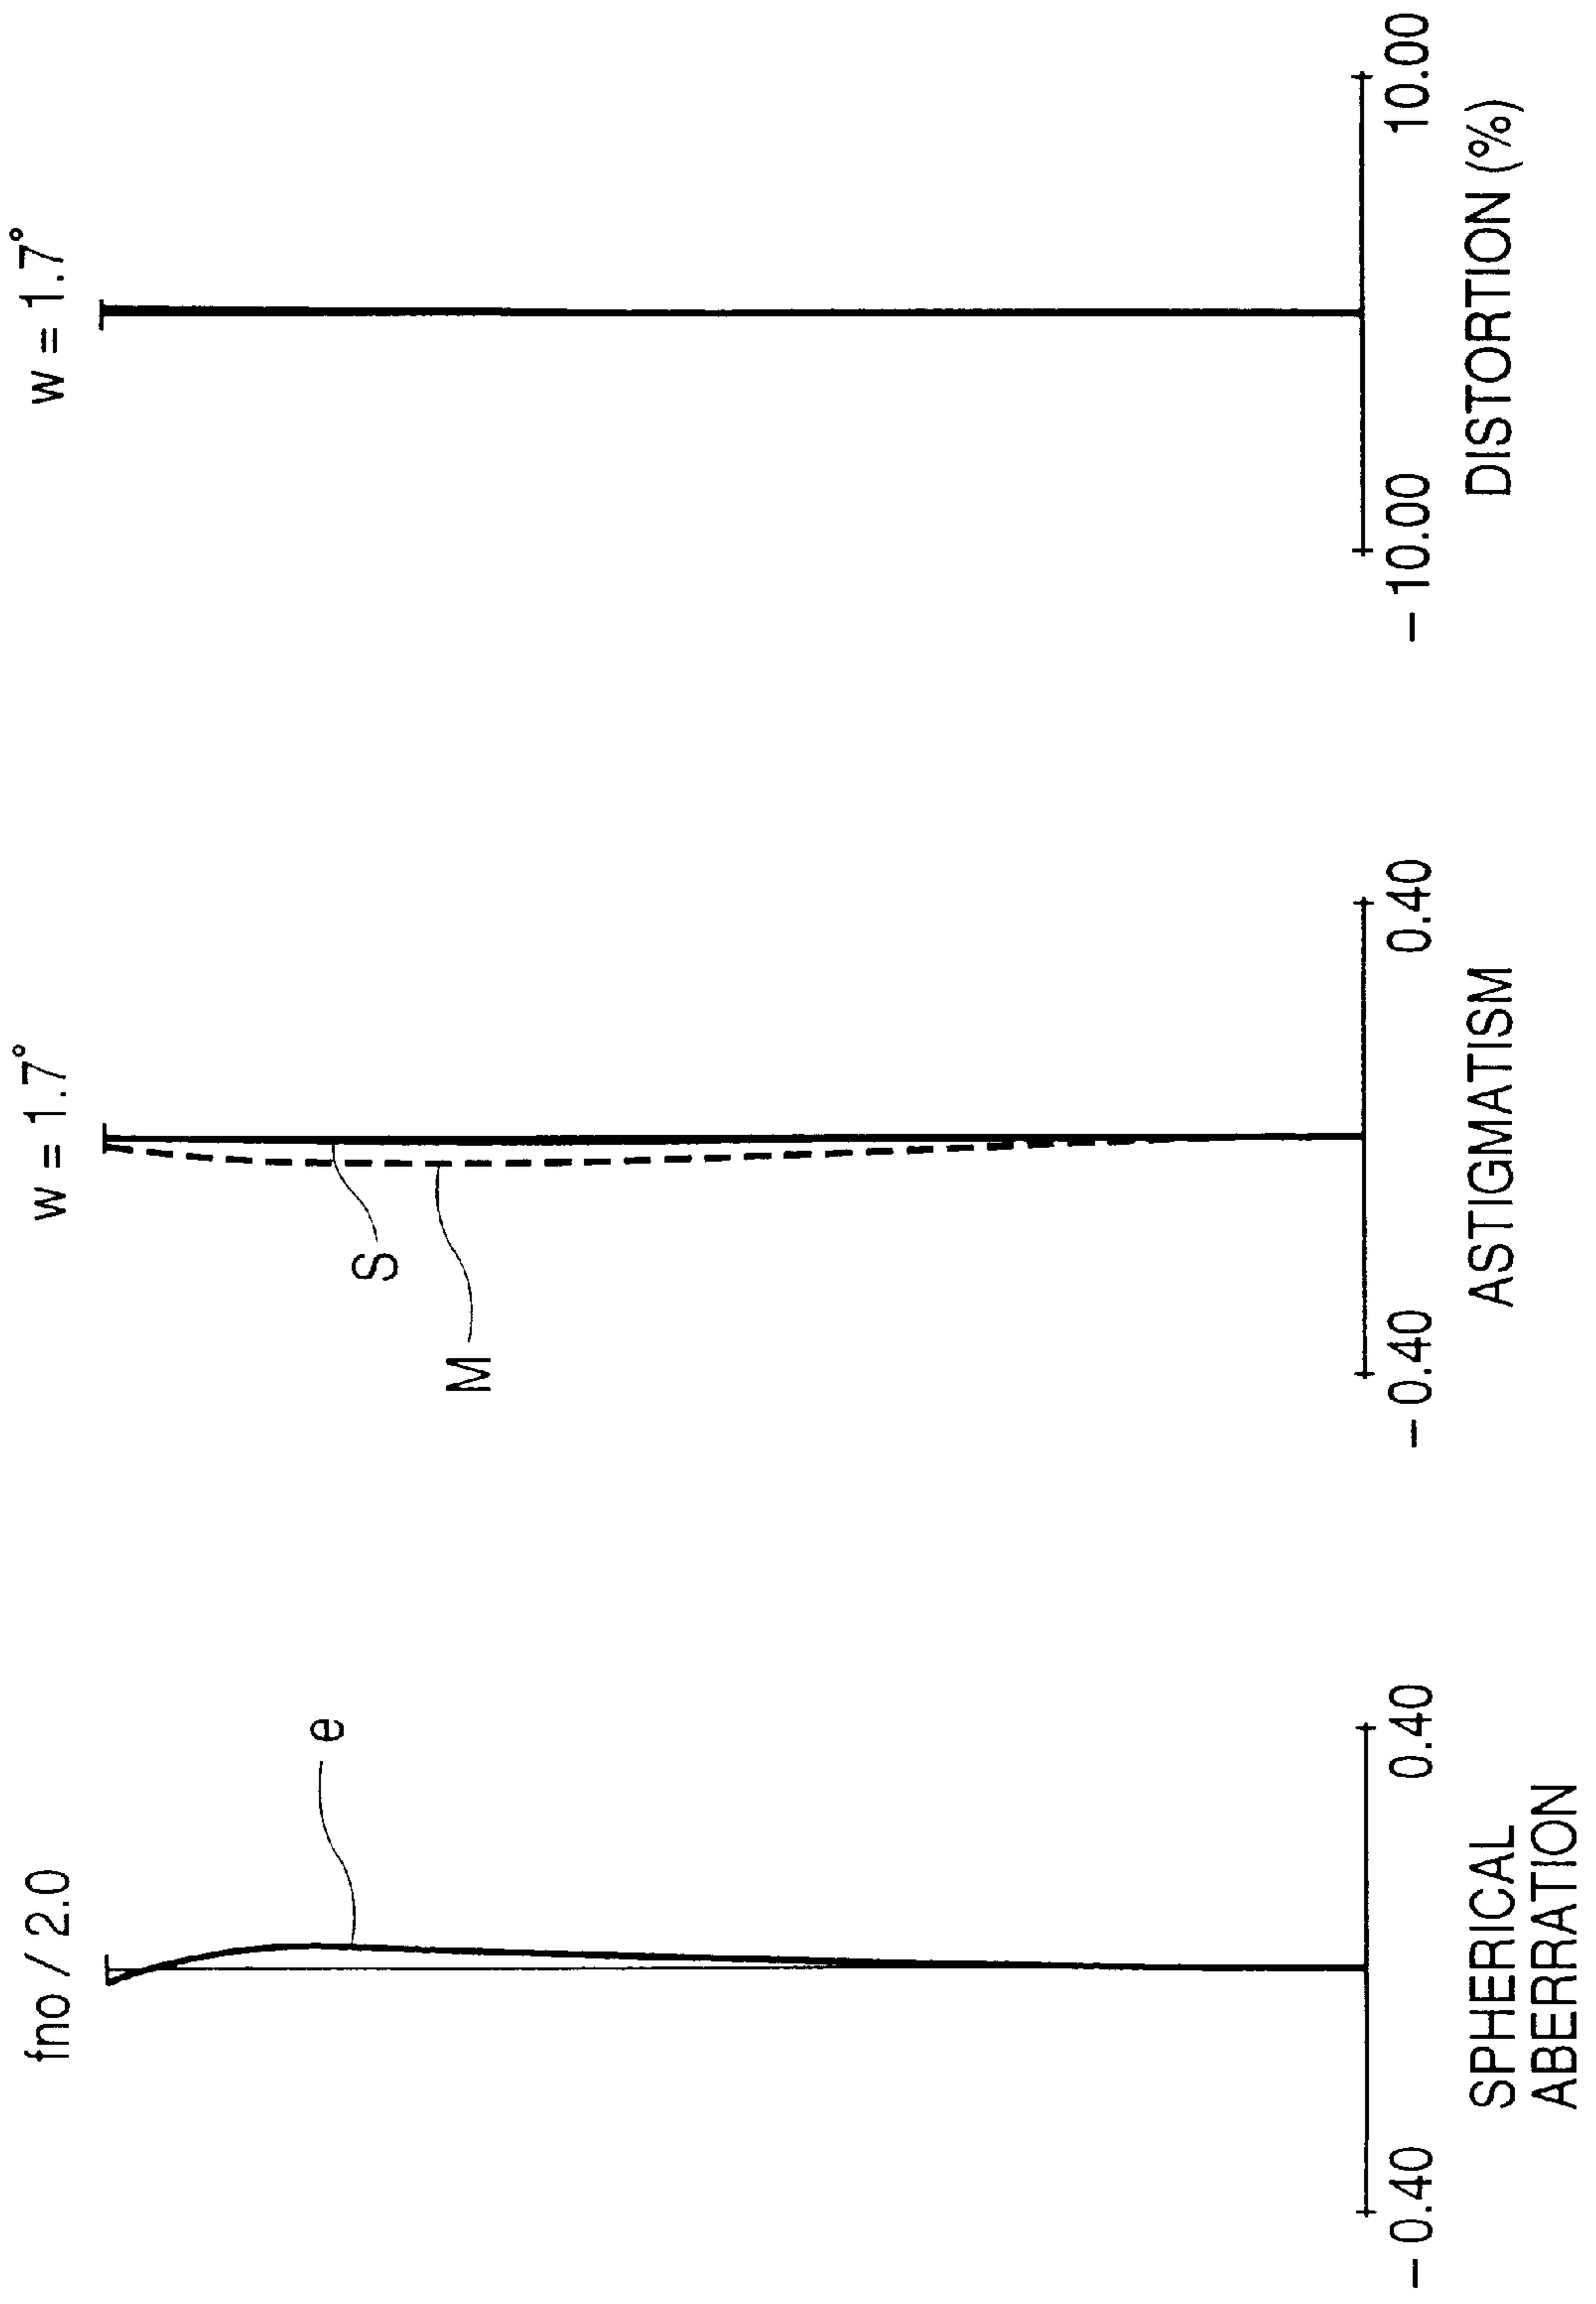 fno / 2.0
e
– 0.40
0.40
SPHERICAL
ABERRATION
w = 1.7°
S
M
– 0.40
0.40
ASTIGMATISM
w = 1.7°
– 10.00
10.00
DISTORTION (%)